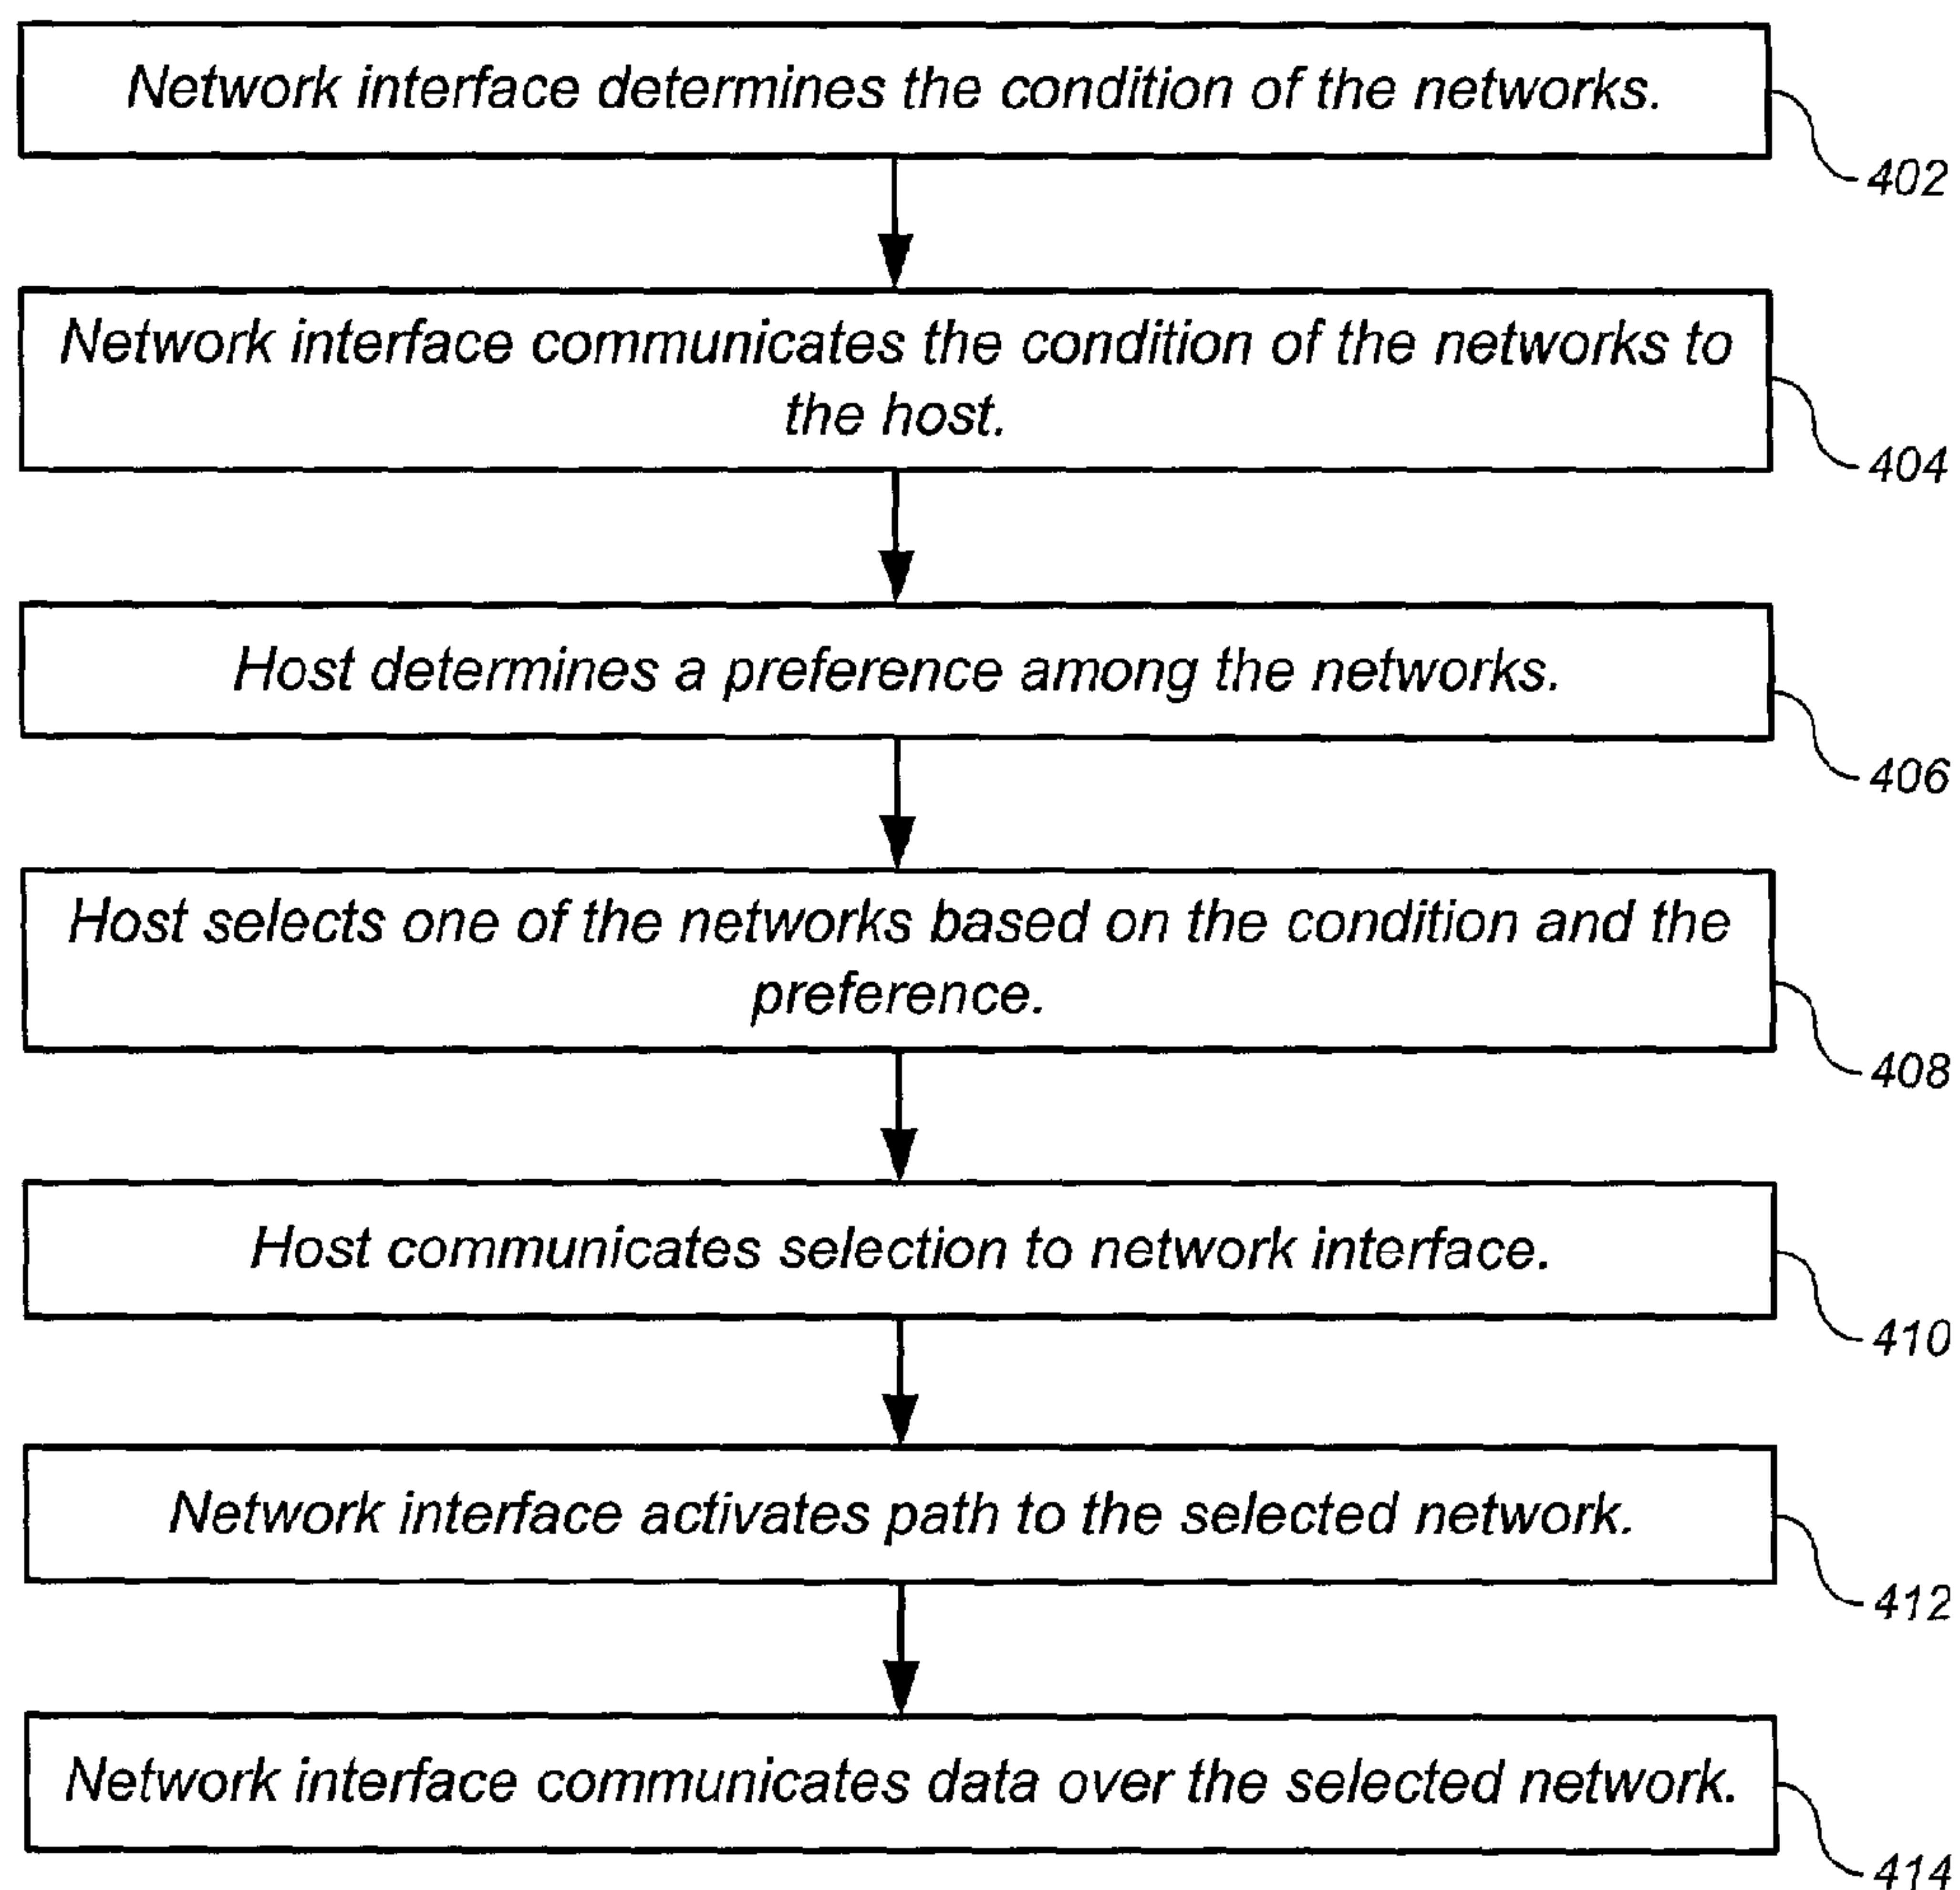 Network interface determines the condition of the networks.
402
Network interface communicates the condition of the networks to
the host.
404
Host determines a preference among the networks.
406
Host selects one of the networks based on the condition and the
preference.
408
Host communicates selection to network interface.
410
Network interface activates path to the selected network.
412
Network interface communicates data over the selected network.
414